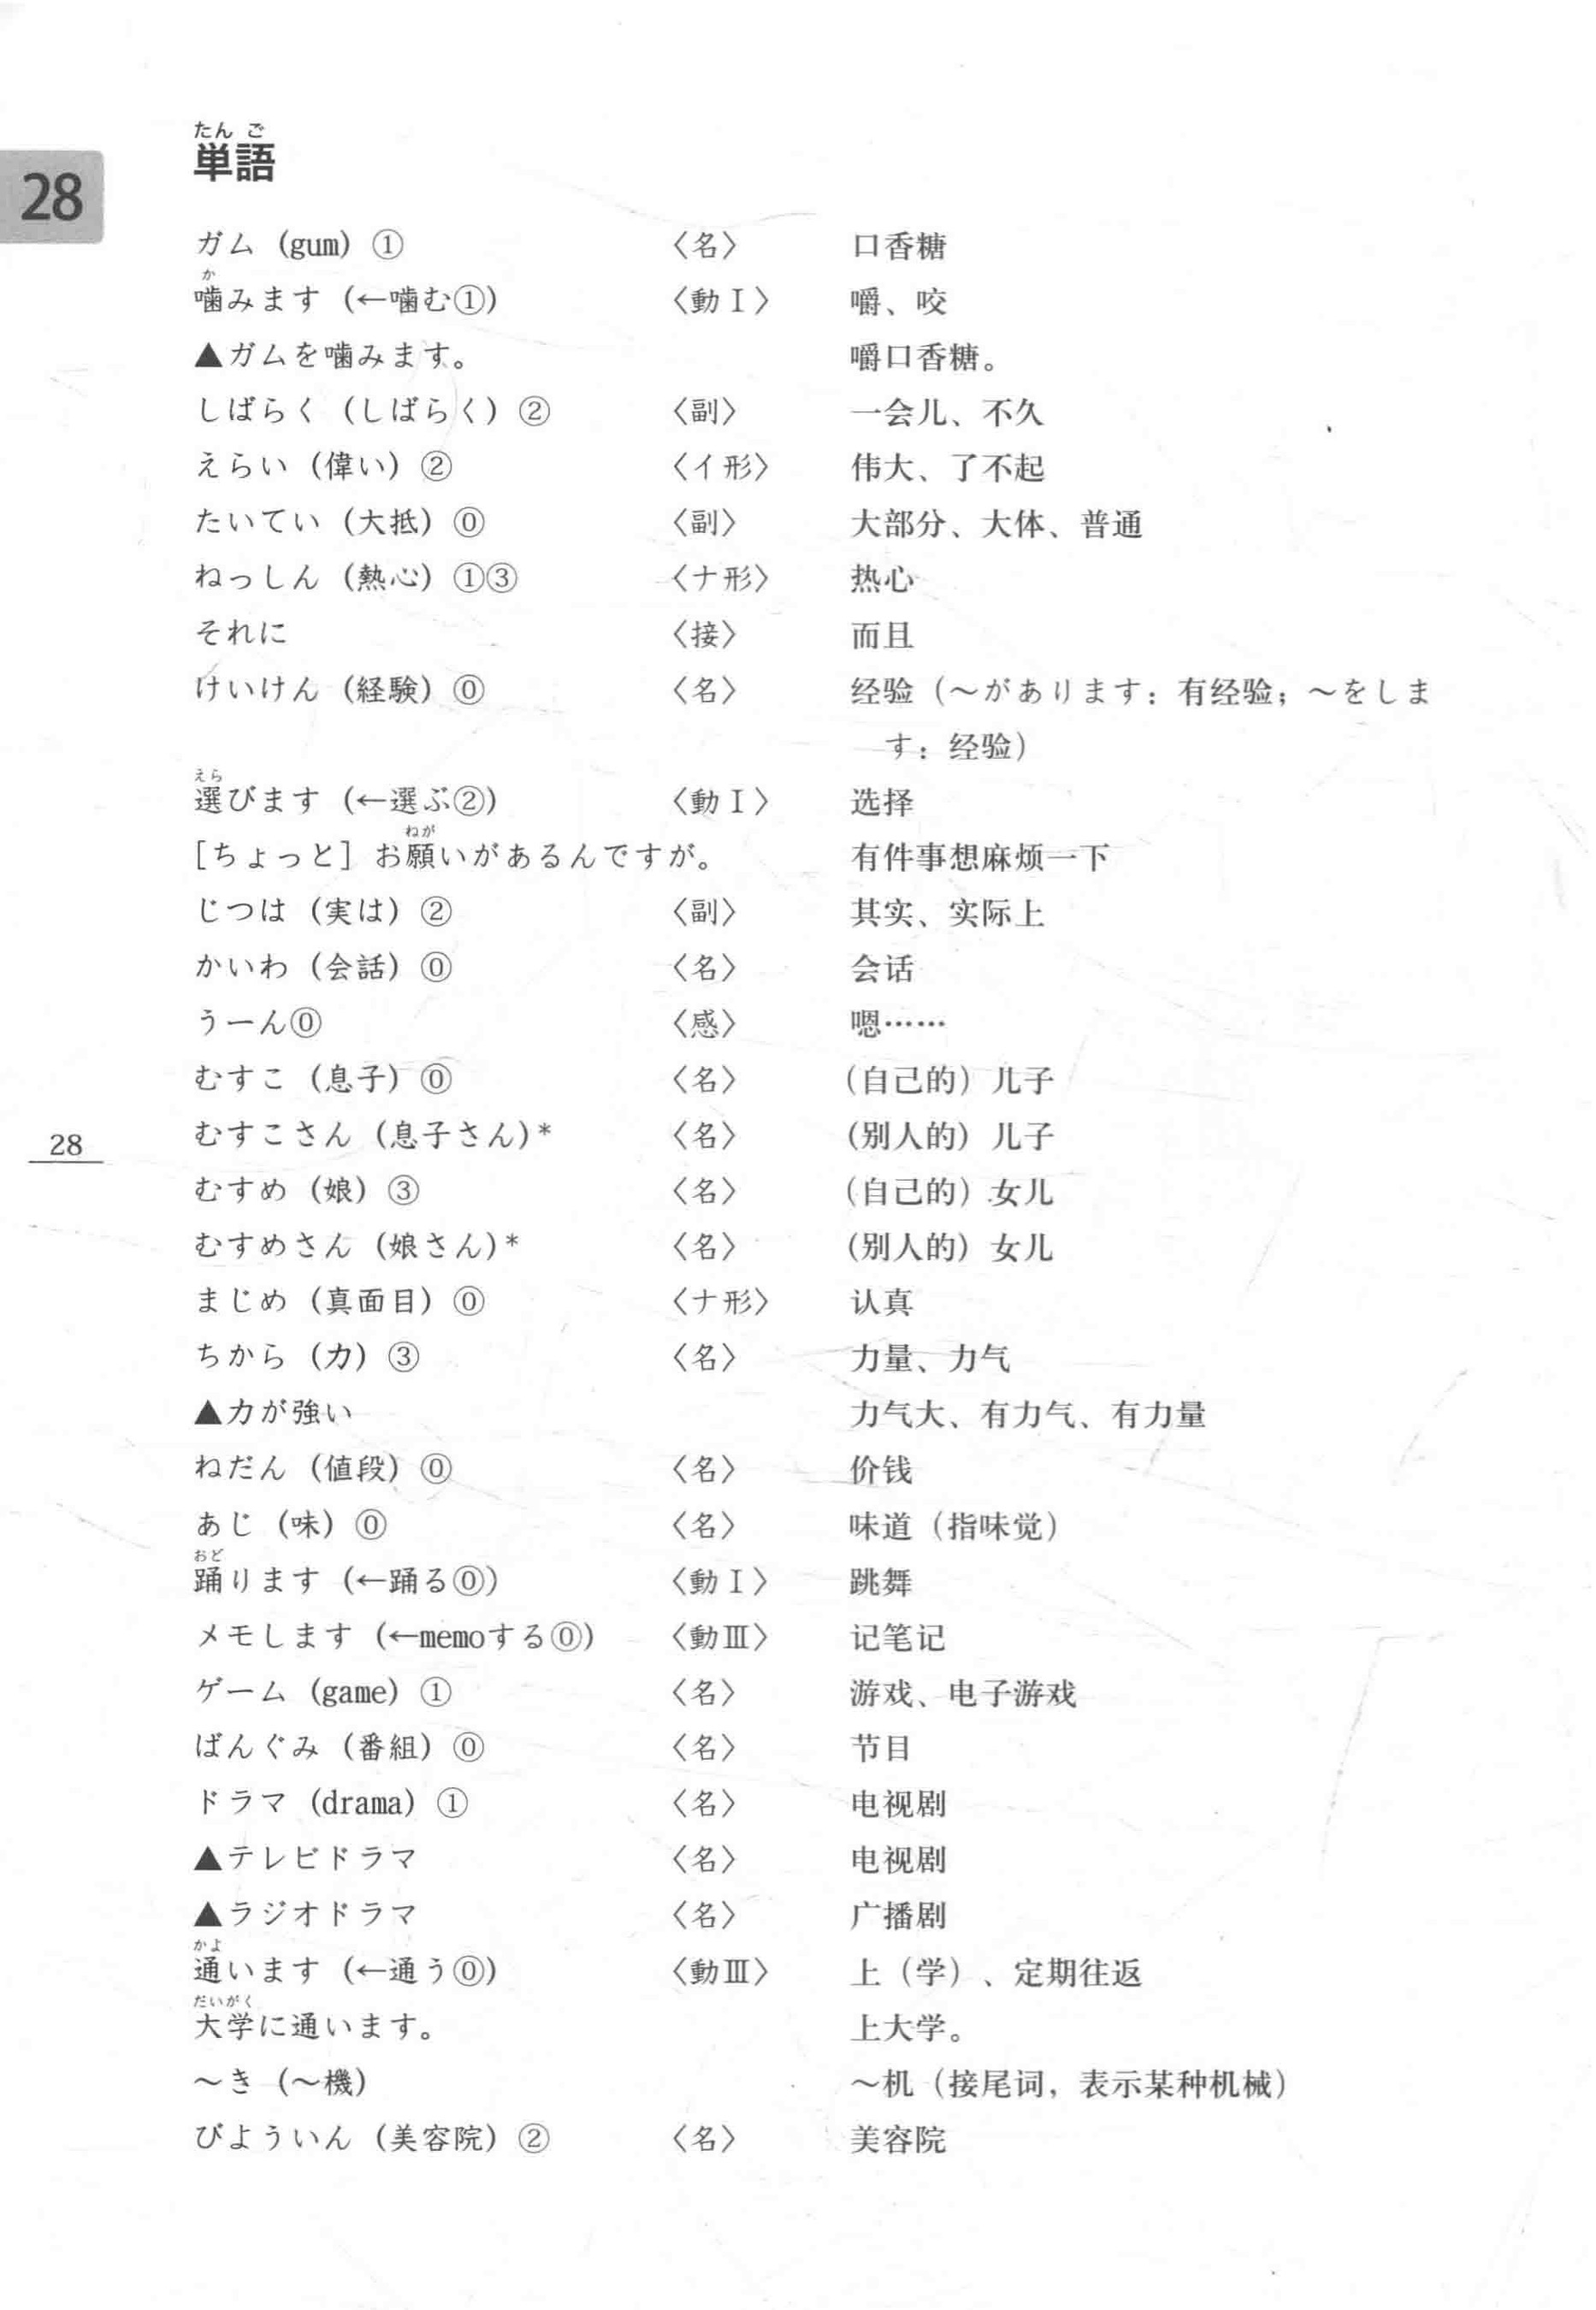 たんご
単語
28
ガム（gum）① 〈名〉 口香糖
か
噛みます（←噛む①） 〈動Ⅰ〉 嚼、咬
▲ガムを噛みます。 嚼口香糖。
しばらく（しばらく）② 〈副〉 一会儿、不久
えらい（偉い）② 〈イ形〉 伟大、了不起
たいてい（大抵）⓪ 〈副〉 大部分、大体、普通
ねっしん（熱心）①③ 〈ナ形〉 热心
それに 〈接〉 而且
けいけん（経験）⓪ 〈名〉 经验（～があります：有经验；～をしま
す：经验）
えら
選びます（←選ぶ②） 〈動Ⅰ〉 选择
ねが
[ちょっと] お願いがあるんですが。 有件事想麻烦一下
じつは（実は）② 〈副〉 其实、实际上
かいわ（会話）⓪ 〈名〉 会话
うーん⓪ 〈感〉 嗯……
むすこ（息子）⓪ 〈名〉 （自己的）儿子
28
むすこさん（息子さん）* 〈名〉 （别人的）儿子
むすめ（娘）③ 〈名〉 （自己的）女儿
むすめさん（娘さん）* 〈名〉 （别人的）女儿
まじめ（真面目）⓪ 〈ナ形〉 认真
ちから（力）③ 〈名〉 力量、力气
▲力が強い 力气大、有力气、有力量
ねだん（値段）⓪ 〈名〉 价钱
あじ（味）⓪ 〈名〉 味道（指味觉）
おど
踊ります（←踊る⓪） 〈動Ⅰ〉 跳舞
メモします（←memoする⓪） 〈動Ⅲ〉 记笔记
ゲーム（game）① 〈名〉 游戏、电子游戏
ばんぐみ（番組）⓪ 〈名〉 节目
ドラマ（drama）① 〈名〉 电视剧
▲テレビドラマ 〈名〉 电视剧
▲ラジオドラマ 〈名〉 广播剧
かよ
通います（←通う⓪） 〈動Ⅲ〉 上（学）、定期往返
だいがく
大学に通います。 上大学。
～き（～機） ～机（接尾词，表示某种机械）
びよういん（美容院）② 〈名〉 美容院